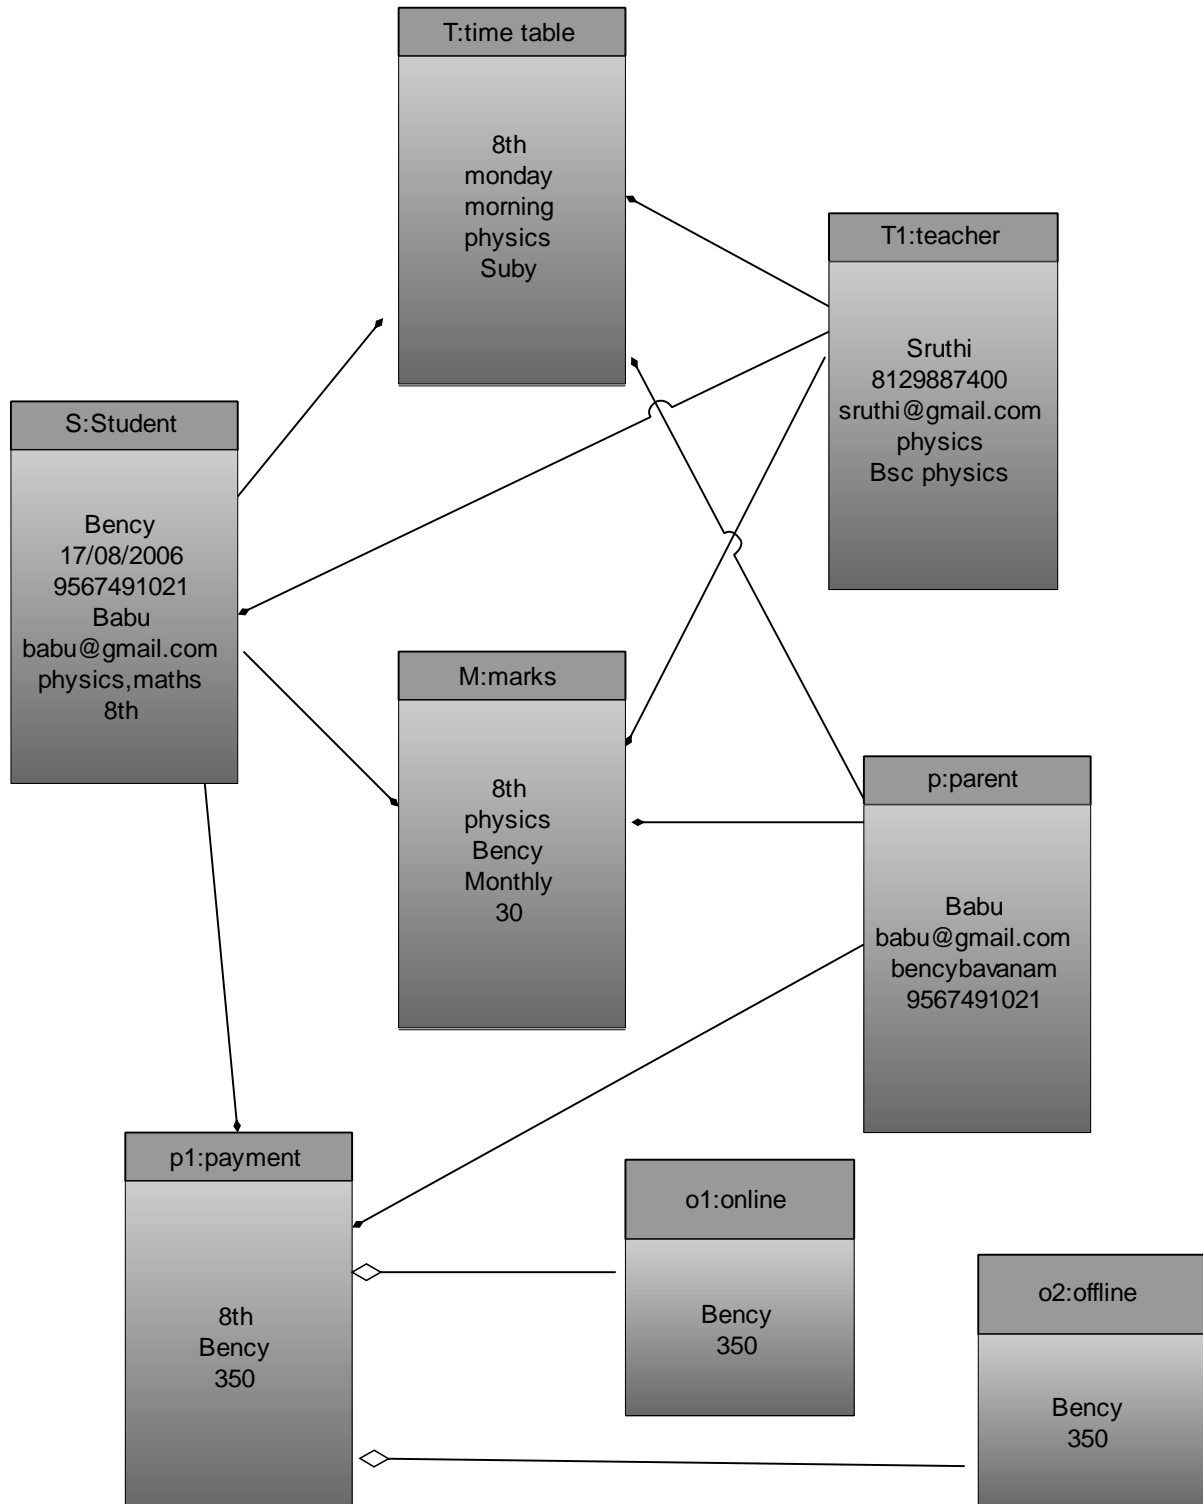 T:time table
8th
monday
morning
physics
Suby
T1:teacher
Sruthi
8129887400
sruthi@gmail.com
physics
Bsc physics
S:Student
Bency
17/08/2006
9567491021
Babu
babu@gmail.com
physics,maths
8th
M:marks
8th
physics
Bency
Monthly
30
p:parent
Babu
babu@gmail.com
bencybavanam
9567491021
p1:payment
8th
Bency
350
o1:online
Bency
350
o2:offline
Bency
350